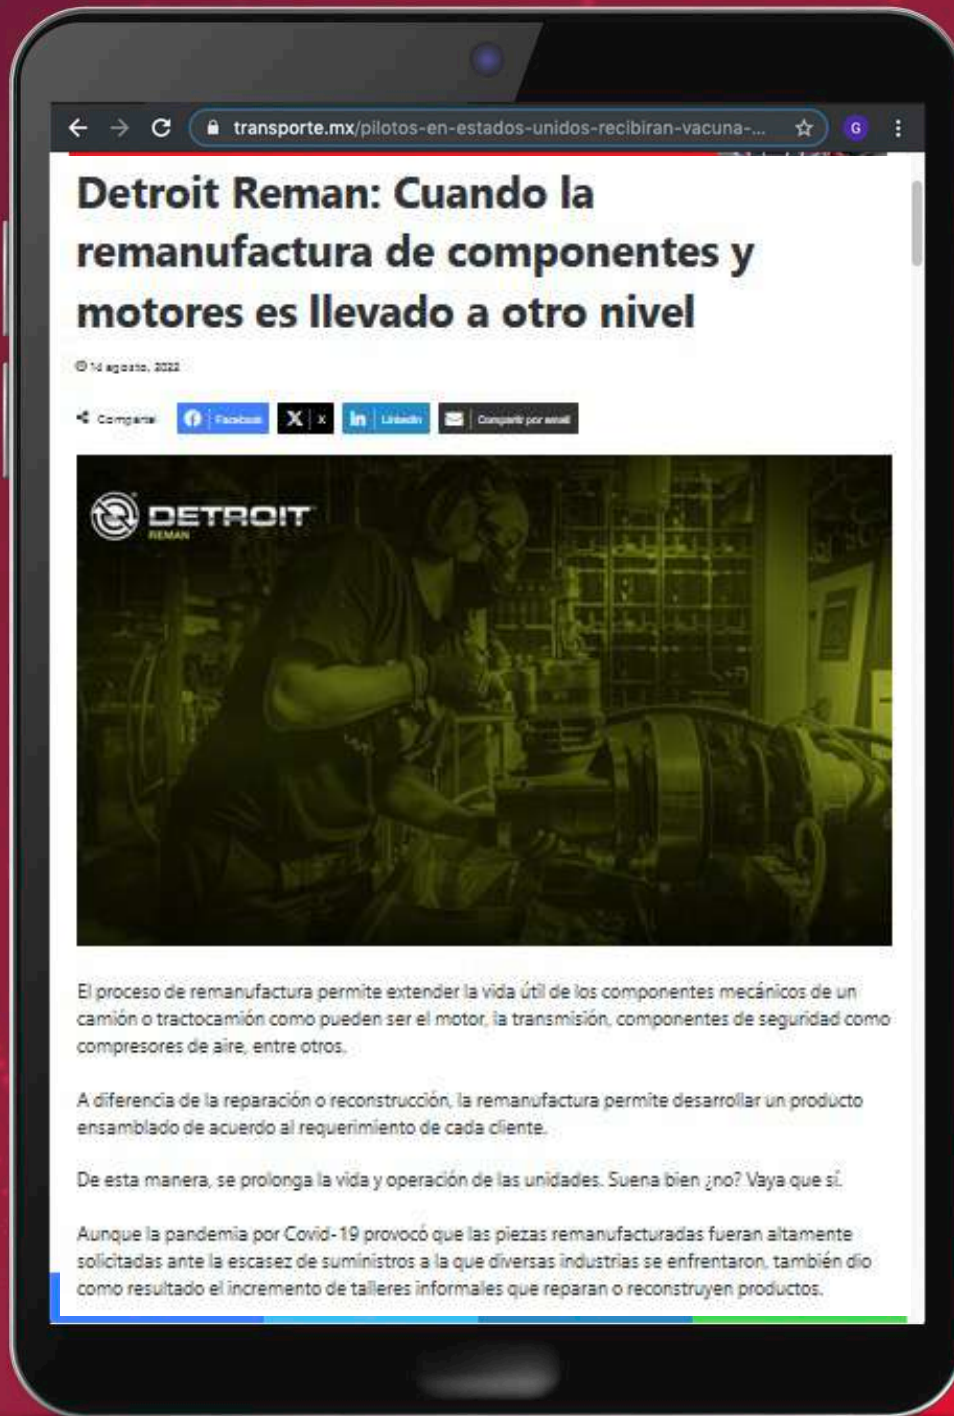 transporte.mx/pilotos-en-estados-unidos-recibiran-vacuna-...
G
Detroit Reman: Cuando la
remanufactura de componentes y
motores es llevado a otro nivel
14 agosto, 2022
Compartel
Facebook
X
LinkedIn
Compartir por email
DETROIT
REMAN
El proceso de remanufactura permite extender la vida útil de los componentes mecánicos de un
camión o tractocamión como pueden ser el motor, la transmisión, componentes de seguridad como
compresores de aire, entre otros.
A diferencia de la reparación o reconstrucción, la remanufactura permite desarrollar un producto
ensamblado de acuerdo al requerimiento de cada cliente.
De esta manera, se prolonga la vida y operación de las unidades. Suena bien ¿no? Vaya que sí.
Aunque la pandemia por Covid-19 provocó que las piezas remanufacturadas fueran altamente
solicitadas ante la escasez de suministros a la que diversas industrias se enfrentaron, también dio
como resultado el incremento de talleres informales que reparan o reconstruyen productos.